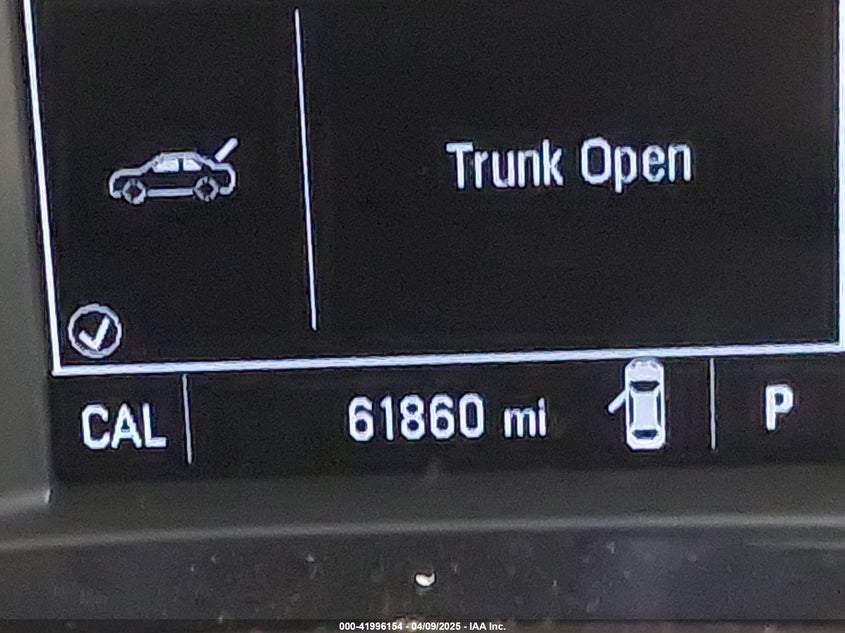 Trunk Open
CAL
61860 mi
P
000-41996154 - 04/09/2025 - IAA Inc.